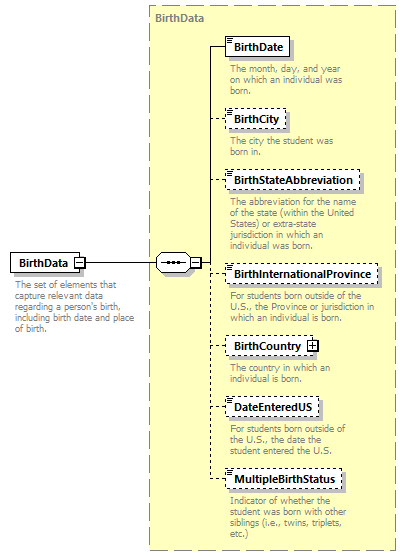 BirthData
BirthDate
The month, day, and year
on which an individual was
born.
BirthCity
The city the student was
born in.
BirthStateAbbreviation
The abbreviation for the name
of the state (within the United
States) or extra-state
jurisdiction in which an
individual was born.
BirthData
The set of elements that
capture relevant data
regarding a person's birth,
including birth date and place
of birth.
BirthInternationalProvince
For students born outside of the
U.S., the Province or jurisdiction in
which an individual is born.
BirthCountry
The country in which an
individual is born.
DateEnteredUS
For students born outside of
the U.S., the date the
student entered the U.S.
MultipleBirthStatus
Indicator of whether the
student was born with other
siblings (i.e., twins, triplets,
etc.)